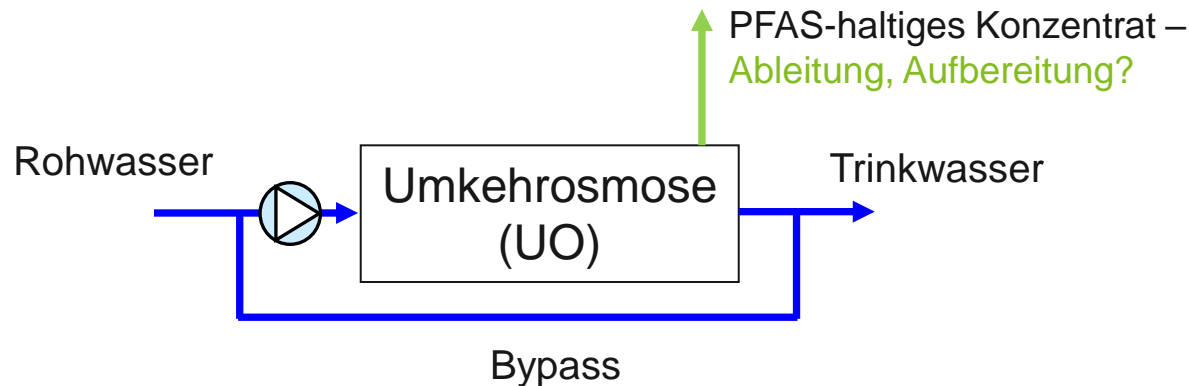 PFAS-haltiges Konzentrat –
Ableitung, Aufbereitung?
Rohwasser
Umkehrosmose
(UO)
Trinkwasser
Bypass